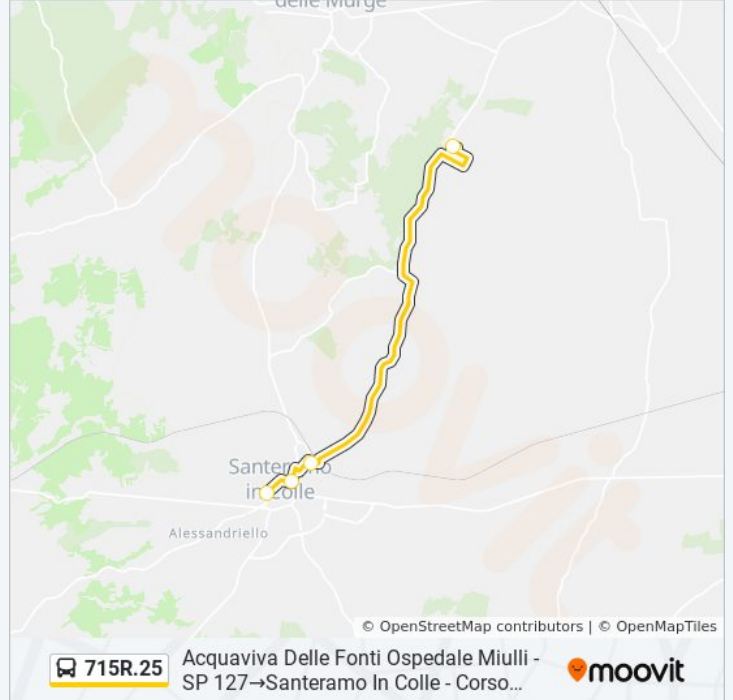 delle Murge
moovit
Santeramo
in Colle
Alessandriello
© OpenStreetMap contributors | © OpenMapTiles
715R.25
Acquaviva Delle Fonti Ospedale Miulli -
SP 127→Santeramo In Colle - Corso...
moovit